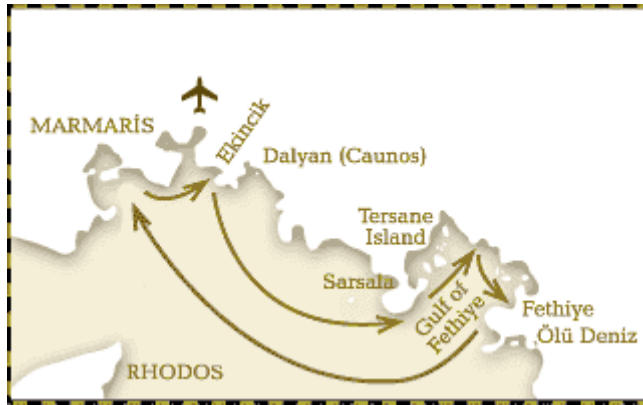 MARMARİS
Ekincik
Dalyan (Caunos)
Tersane
Island
Sarsala
Gulf of
Fethiye
Fethiye
Ölü Deniz
RHODOS